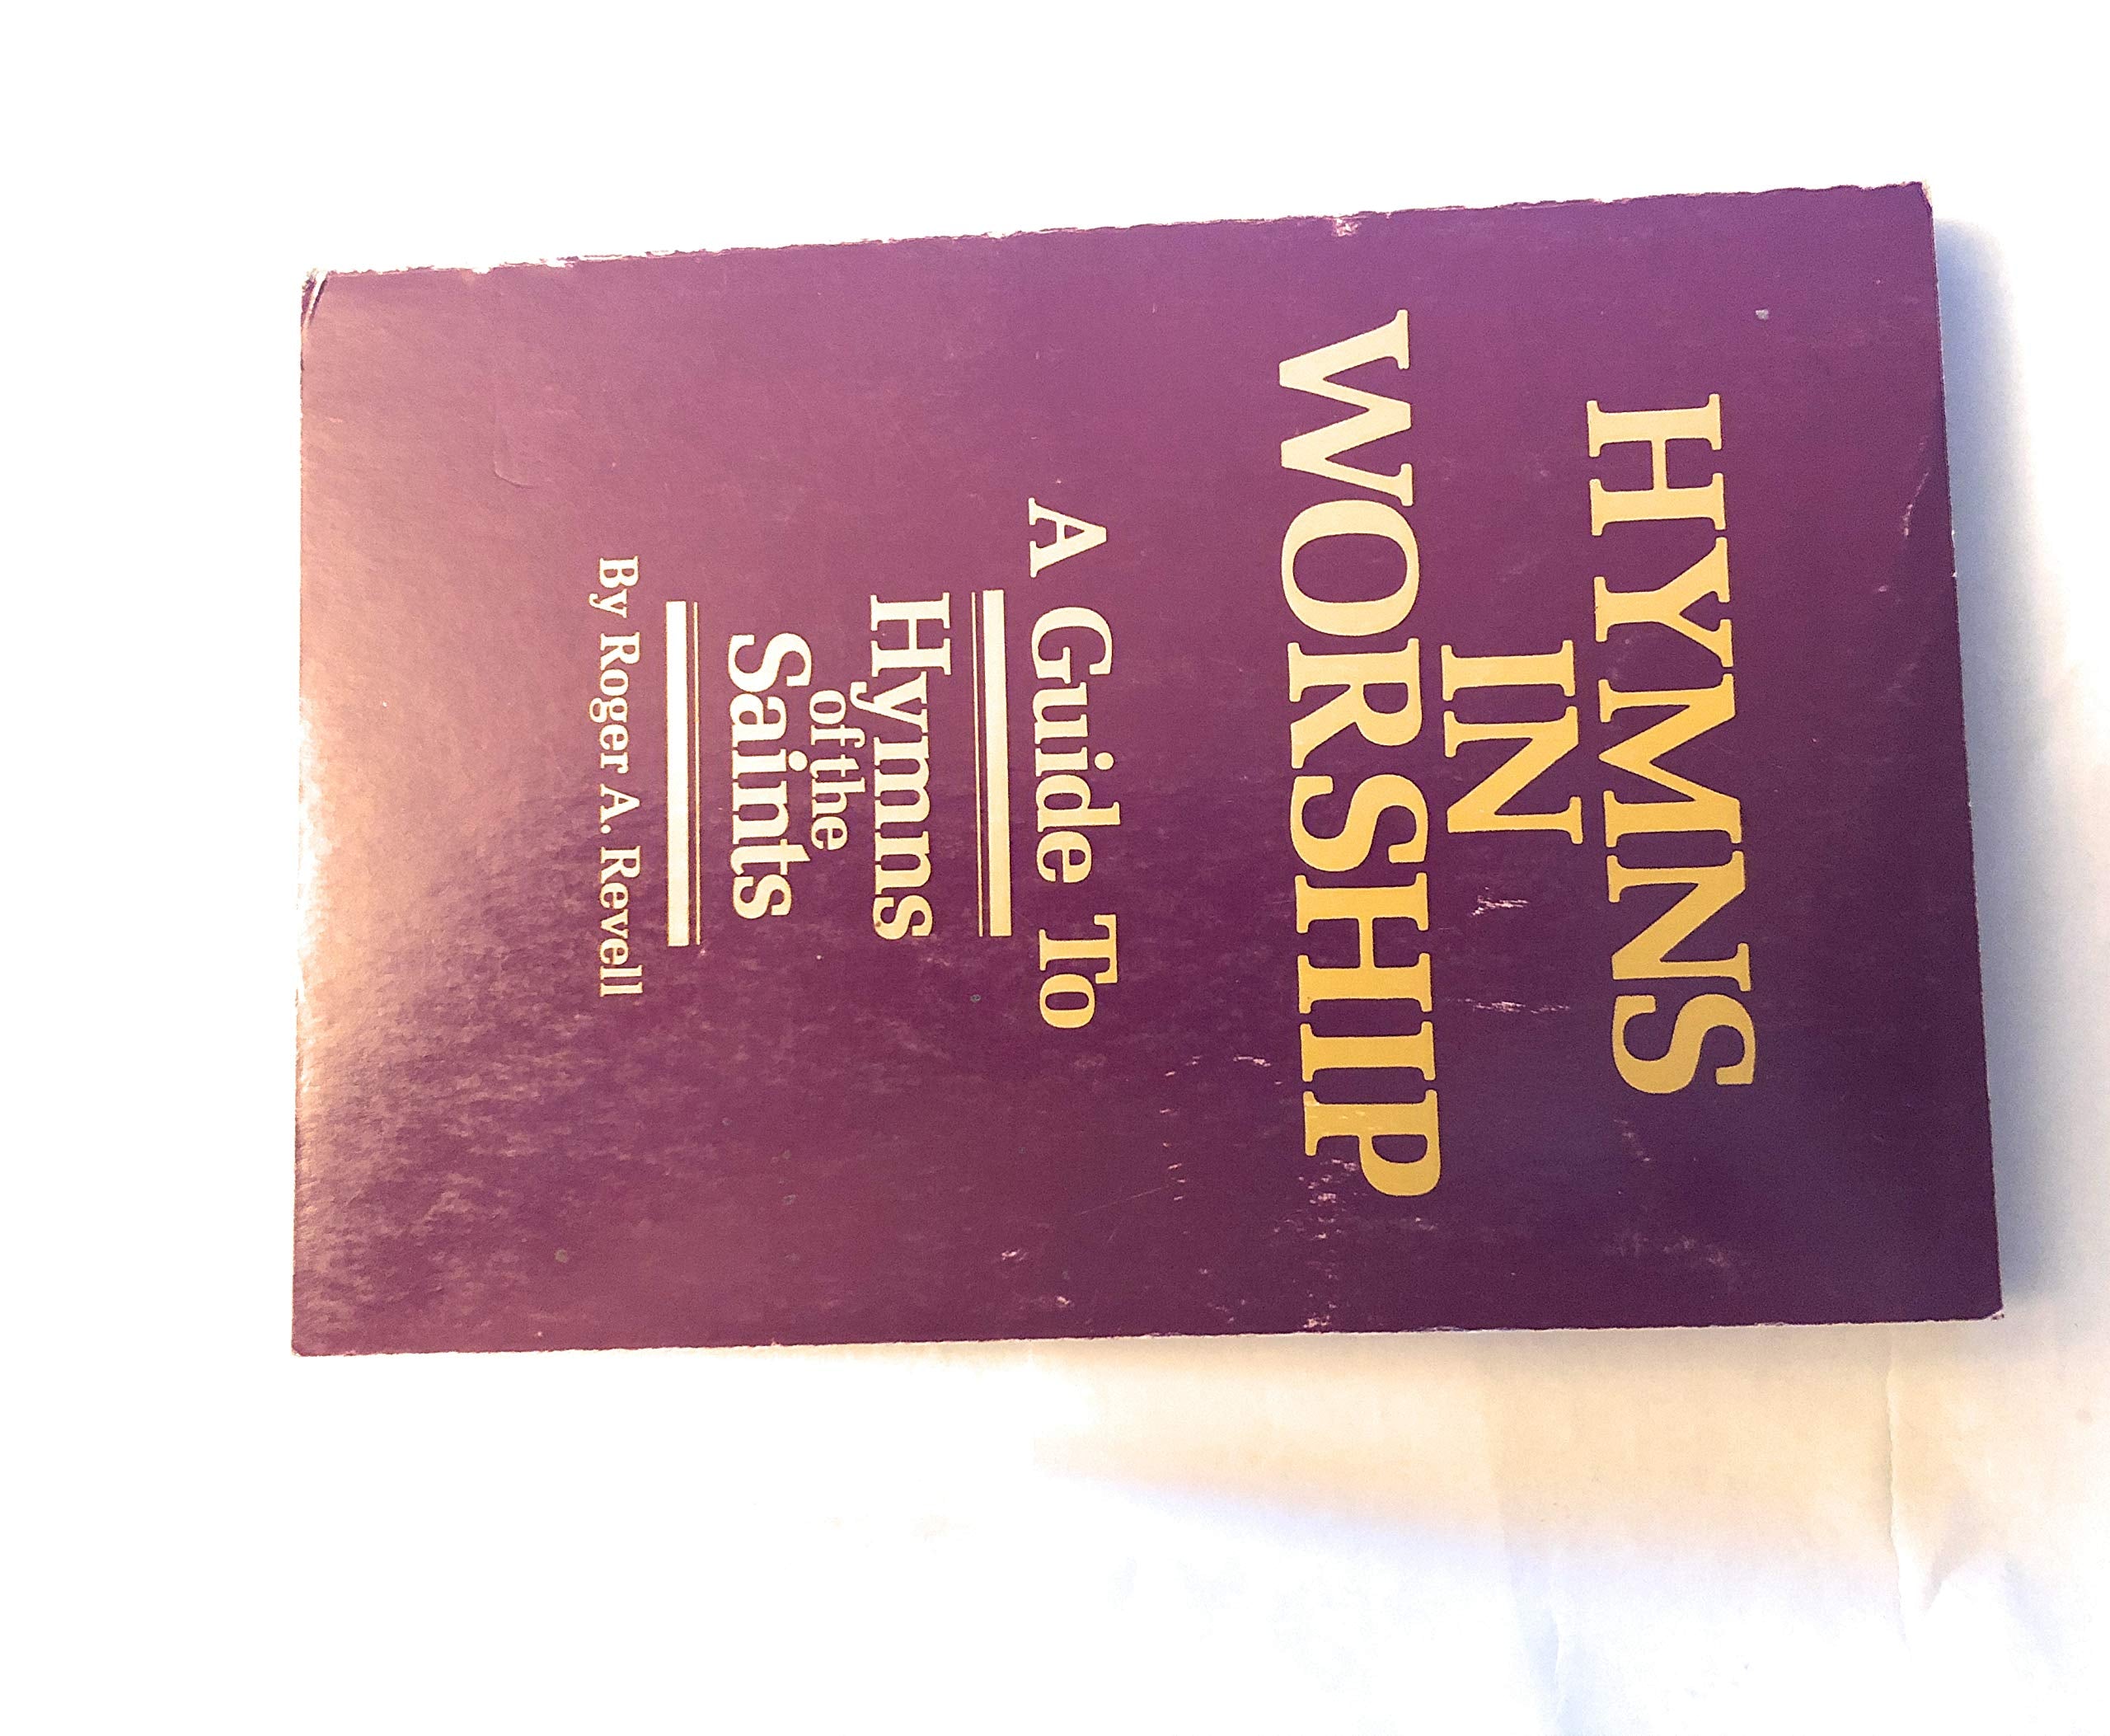 HYMNS
IN
WORSHIP
A Guide To
Hymns
of the
Saints
By Roger A. Revell